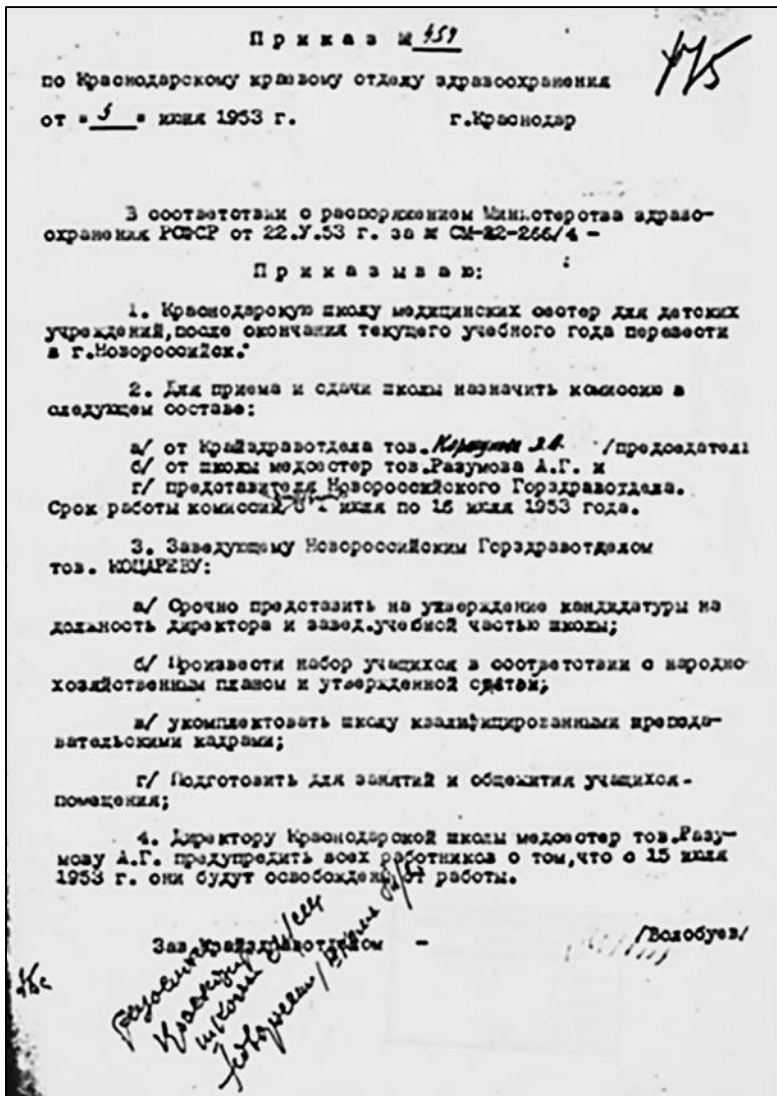 Приказ № 459
475
по Краснодарскому краевому отделу здравоохранения
от "5" июня 1953 г. г.Краснодар
В соответствии с распоряжением Министерства здраво-
охранения РСФСР от 22.У.53 г. за № СМ-22-266/4 -
Приказываю:
1. Краснодарскую школу медицинских сестер для детских
учреждений,после окончания текущего учебного года перевести
в г.Новороссийск.
2. Для приема и сдачи школы назначить комиссию в
следующем составе:
а/ от Крайздравотдела тов. /председател
б/ от школы медсестер тов.Разумова А.Г. и
г/ представителя Новороссийского Горздравотдела.
Срок работы комиссии июля по 15 июля 1953 года.
3. Заведующему Новороссийским Горздравотделом
тов. КОЦАРЕВУ:
а/ Срочно представить на утверждение кандидатуры на
должность директора и завед.учебной частью школы;
б/ Произвести набор учащихся в соответствии с народно-
хозяйственным планом и утвержденной сметой;
в/ укомплектовать школу квалифицированными препода-
вательскими кадрами;
г/ Подготовить для занятий и общежития учащихся-
помещения;
4. Директору Краснодарской школы медсестер тов.Разу-
мову А.Г. предупредить всех работников о том,что с 15 июля
1953 г. они будут освобождены от работы.
Зав.Крайздравотделом - /Волобуев/